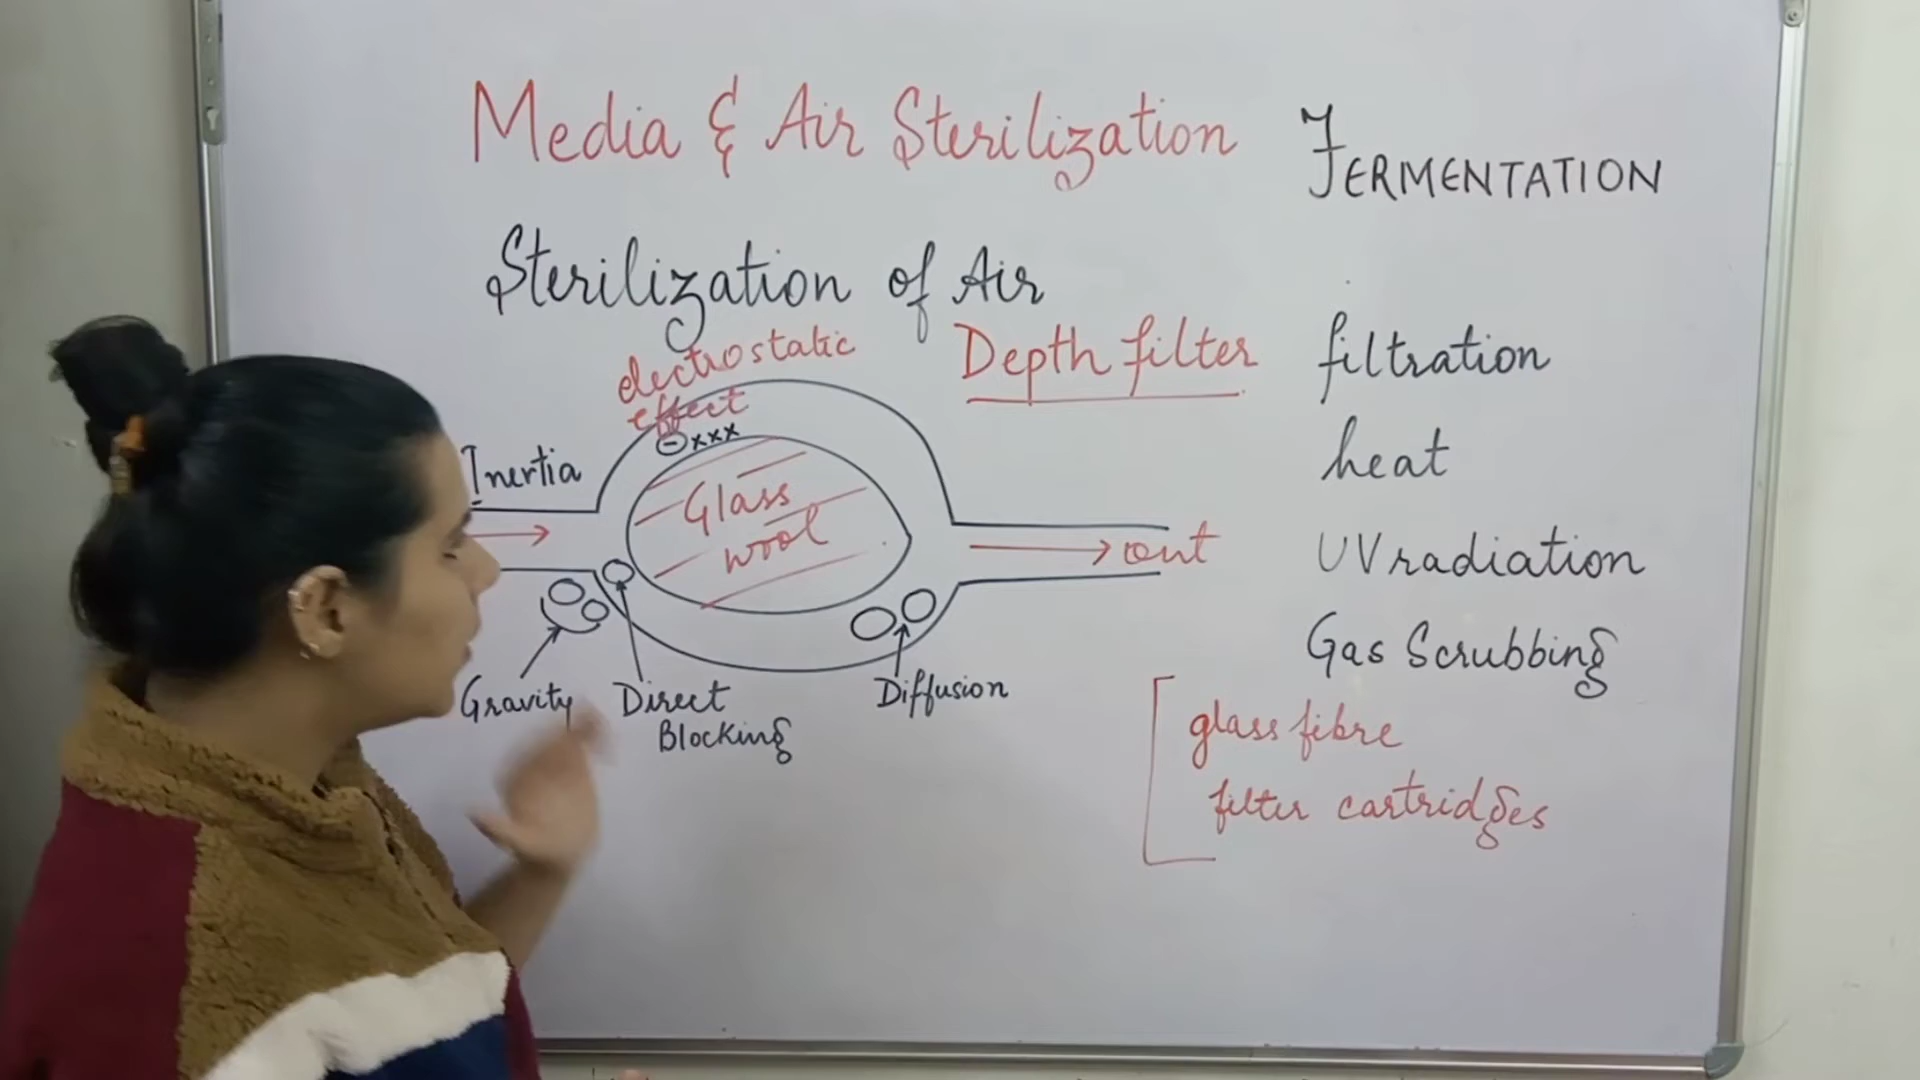 Media & Air Sterilization
FERMENTATION
Sterilization of Air
electrostatic
effect
⊖xxx
Depth filter
filtration
heat
UV radiation
Gas Scrubbing
Inertia
Glass
wool
out
Gravity
Direct
Blocking
Diffusion
glass fibre
filter cartridges